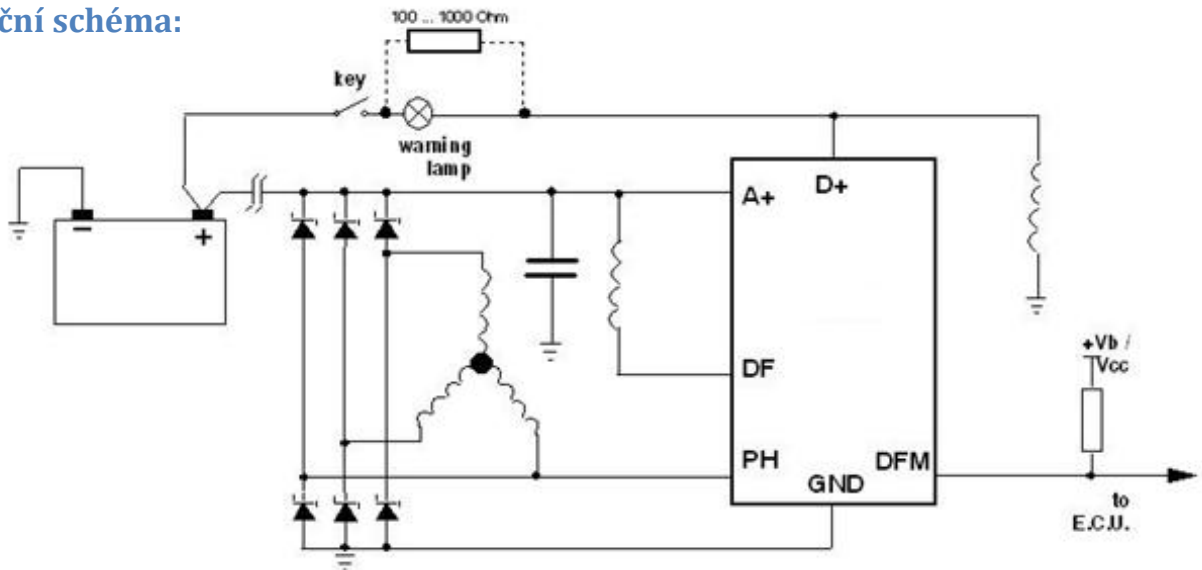 ční schéma:
100 ... 1000 Ohm
key
warning
lamp
A+
D+
-
+
DF
+Vb /
Vcc
PH
DFM
GND
to
E.C.U.